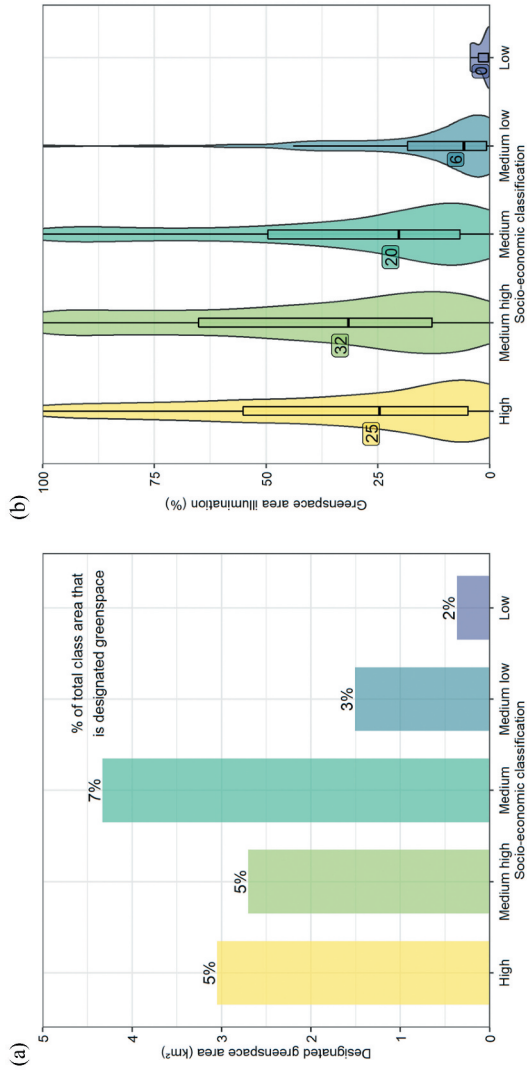 (a)
Designated greenspace area (km²)
5
4
3
2
1
0
% of total class area that
is designated greenspace
5%
5%
7%
3%
2%
High
Medium high
Medium
Medium low
Low
Socio-economic classification
(b)
Greenspace area illumination (%)
100
75
50
25
0
25
32
20
6
0
High
Medium high
Medium
Medium low
Low
Socio-economic classification